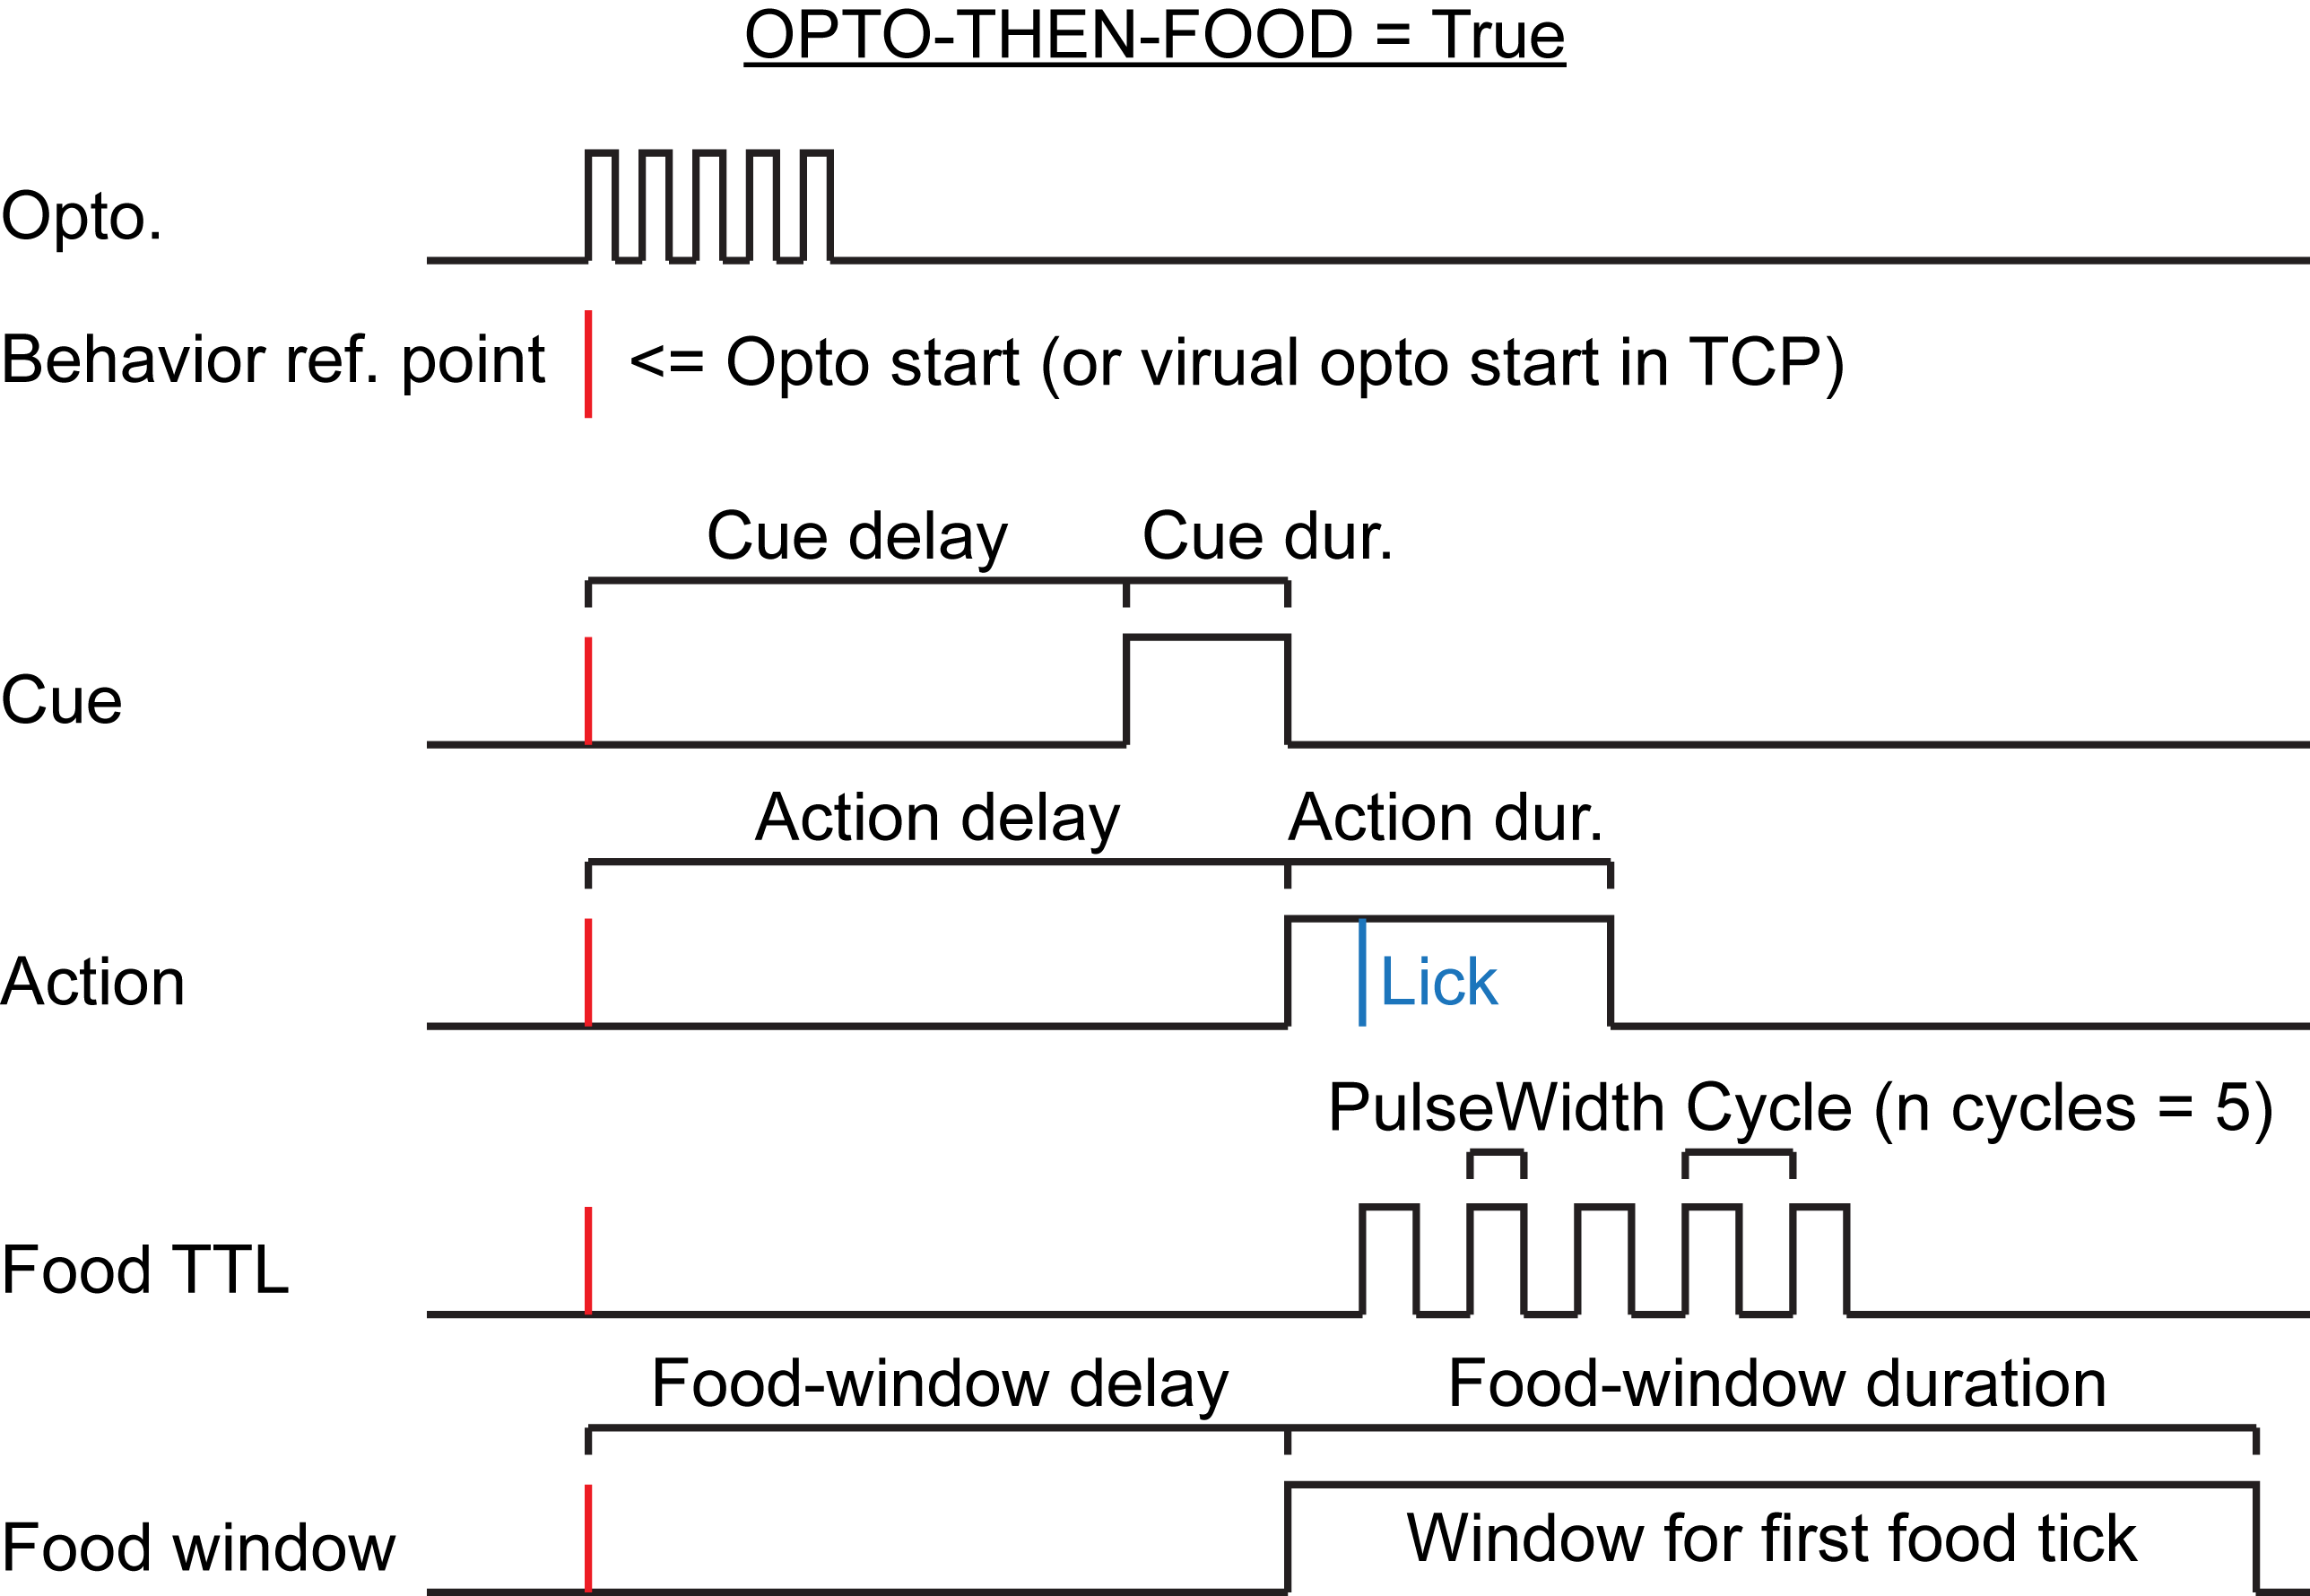 OPTO-THEN-FOOD = True
Opto.
Behavior ref. point <= Opto start (or virual opto start in TCP)
Cue delay Cue dur.
Cue
Action delay Action dur.
Action Lick
PulseWidth Cycle (n cycles = 5)
Food TTL
Food-window delay Food-window duration
Food window Window for first food tick